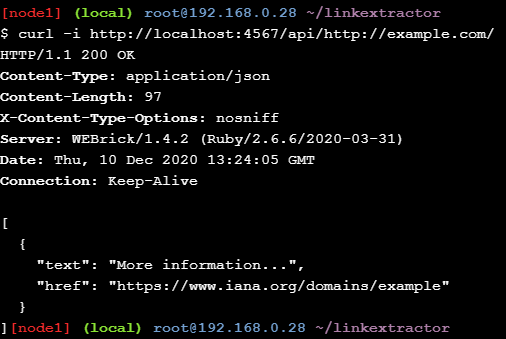 [node1] (local) root@192.168.0.28 ~/linkextractor
$ curl -i http://localhost:4567/api/http://example.com/
HTTP/1.1 200 OK
Content-Type: application/json
Content-Length: 97
X-Content-Type-Options: nosniff
Server: WEBrick/1.4.2 (Ruby/2.6.6/2020-03-31)
Date: Thu, 10 Dec 2020 13:24:05 GMT
Connection: Keep-Alive

[
  {
    "text": "More information...",
    "href": "https://www.iana.org/domains/example"
  }
][node1] (local) root@192.168.0.28 ~/linkextractor